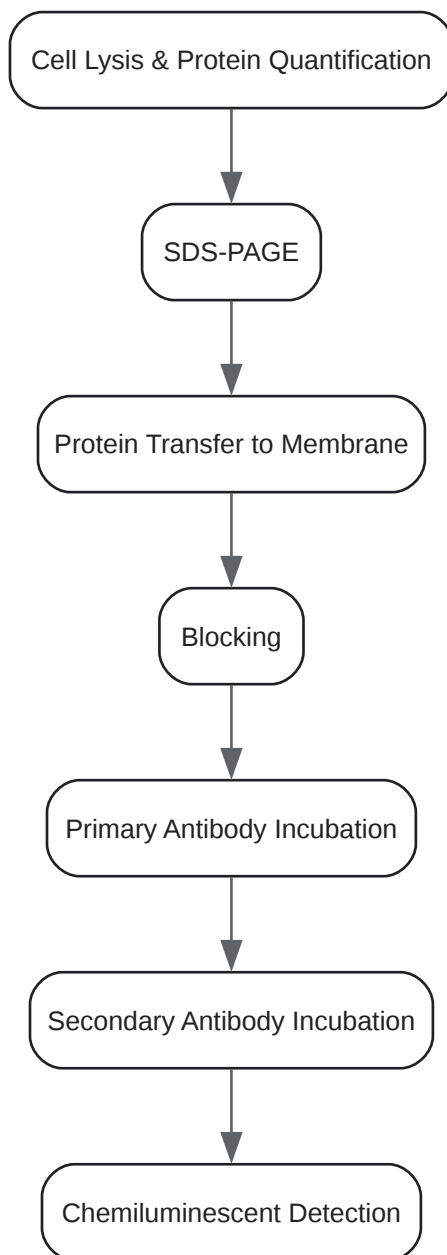 Cell Lysis & Protein Quantification
SDS-PAGE
Protein Transfer to Membrane
Blocking
Primary Antibody Incubation
Secondary Antibody Incubation
Chemiluminescent Detection